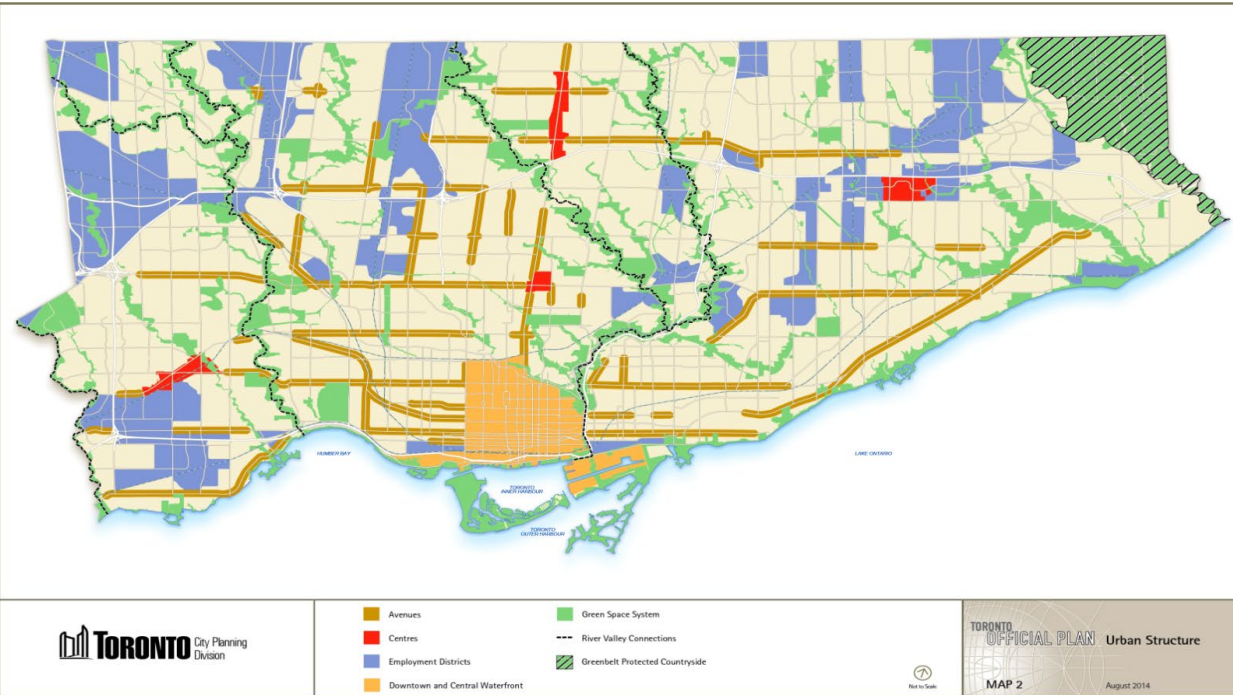 HUMBER BAY
LAKE ONTARIO
TORONTO
INNER HARBOUR
TORONTO
OUTER HARBOUR
TORONTO
City Planning
Division
Avenues
Centres
Employment Districts
Downtown and Central Waterfront
Green Space System
River Valley Connections
Greenbelt Protected Countryside
Not to Scale
TORONTO
OFFICIAL PLAN
Urban Structure
MAP 2
August 2014